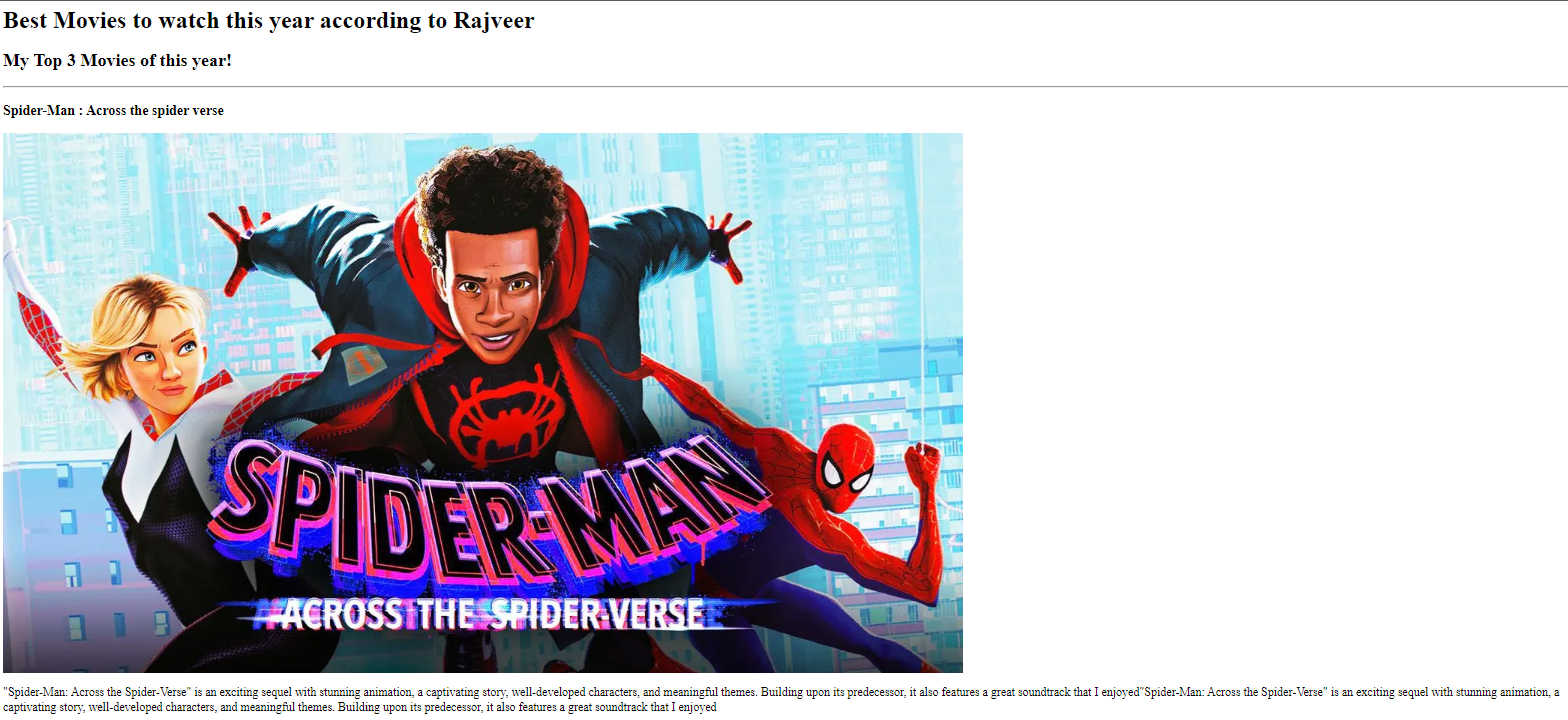 Best Movies to watch this year according to Rajveer
My Top 3 Movies of this year!
Spider-Man : Across the spider verse
SPIDER-MAN
ACROSS THE SPIDER-VERSE
"Spider-Man: Across the Spider-Verse" is an exciting sequel with stunning animation, a captivating story, well-developed characters, and meaningful themes. Building upon its predecessor, it also features a great soundtrack that I enjoyed"Spider-Man: Across the Spider-Verse" is an exciting sequel with stunning animation, a
captivating story, well-developed characters, and meaningful themes. Building upon its predecessor, it also features a great soundtrack that I enjoyed